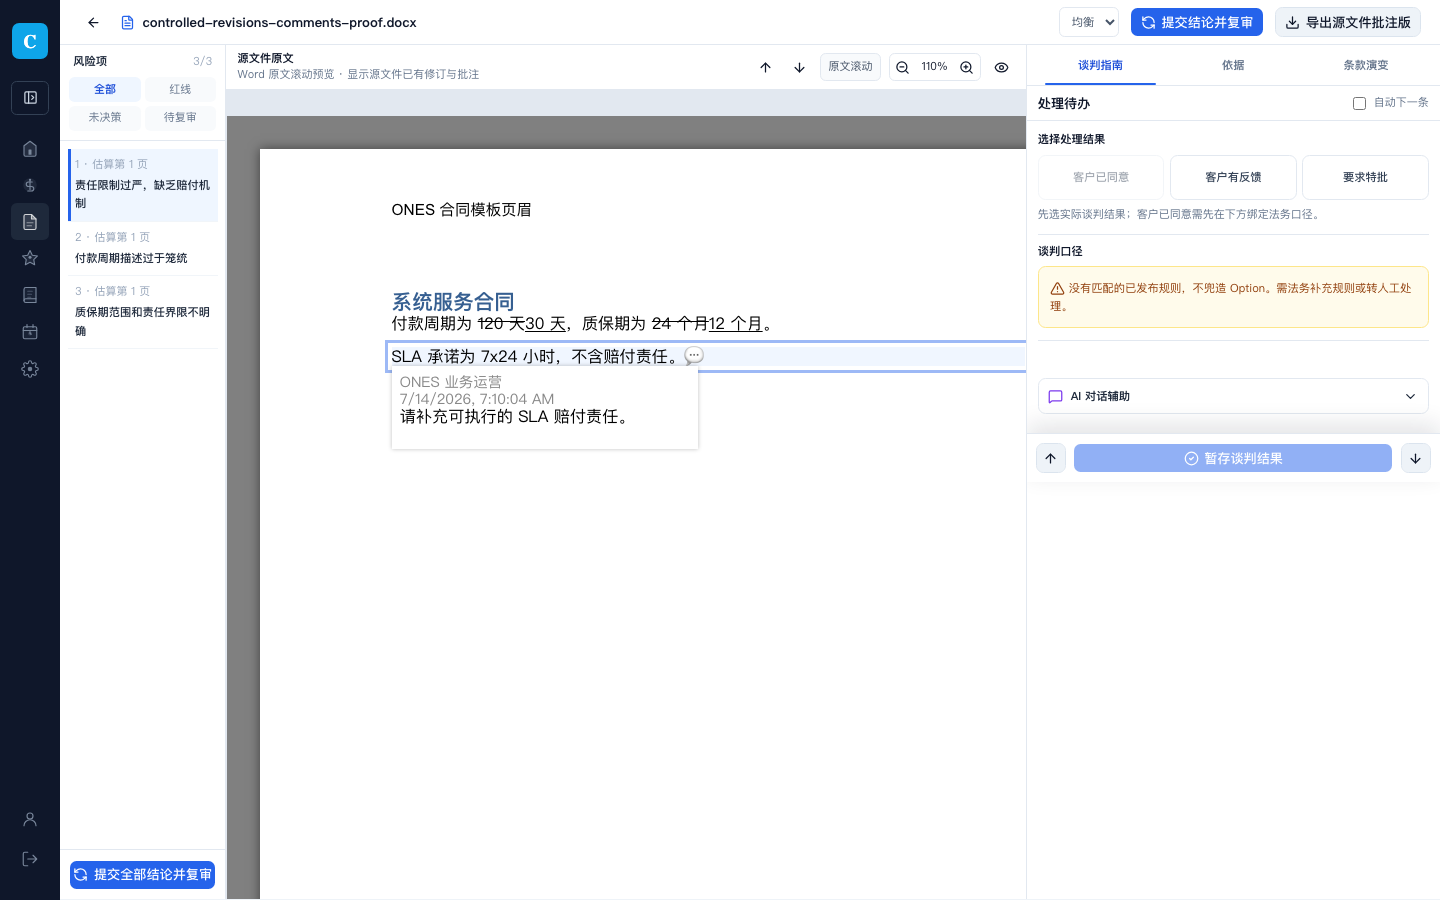 C
controlled-revisions-comments-proof.docx
均衡
提交结论并复审
导出源文件批注版
风险项
3/3
全部
红线
未决策
待复审
1 · 估算第 1 页
责任限制过严，缺乏赔付机
制
2 · 估算第 1 页
付款周期描述过于笼统
3 · 估算第 1 页
质保期范围和责任界限不明
确
提交全部结论并复审
源文件原文
Word 原文滚动预览 · 显示源文件已有修订与批注
原文滚动
110%
ONES 合同模板页眉
系统服务合同
付款周期为 120 天30 天，质保期为 24 个月12 个月。
SLA 承诺为 7x24 小时，不含赔付责任。
ONES 业务运营
7/14/2026, 7:10:04 AM
请补充可执行的 SLA 赔付责任。
谈判指南
依据
条款演变
处理待办
自动下一条
选择处理结果
客户已同意
客户有反馈
要求特批
先选实际谈判结果；客户已同意需先在下方绑定法务口径。
谈判口径
没有匹配的已发布规则，不兜造 Option。需法务补充规则或转人工处
理。
AI 对话辅助
暂存谈判结果